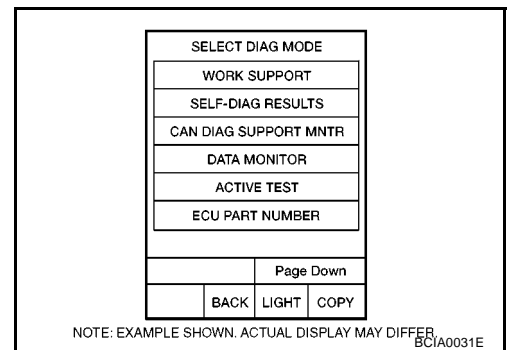 SELECT DIAG MODE
WORK SUPPORT
SELF-DIAG RESULTS
CAN DIAG SUPPORT MNTR
DATA MONITOR
ACTIVE TEST
ECU PART NUMBER
Page Down
BACK LIGHT COPY
NOTE: EXAMPLE SHOWN. ACTUAL DISPLAY MAY DIFFER.
BCIA0031E